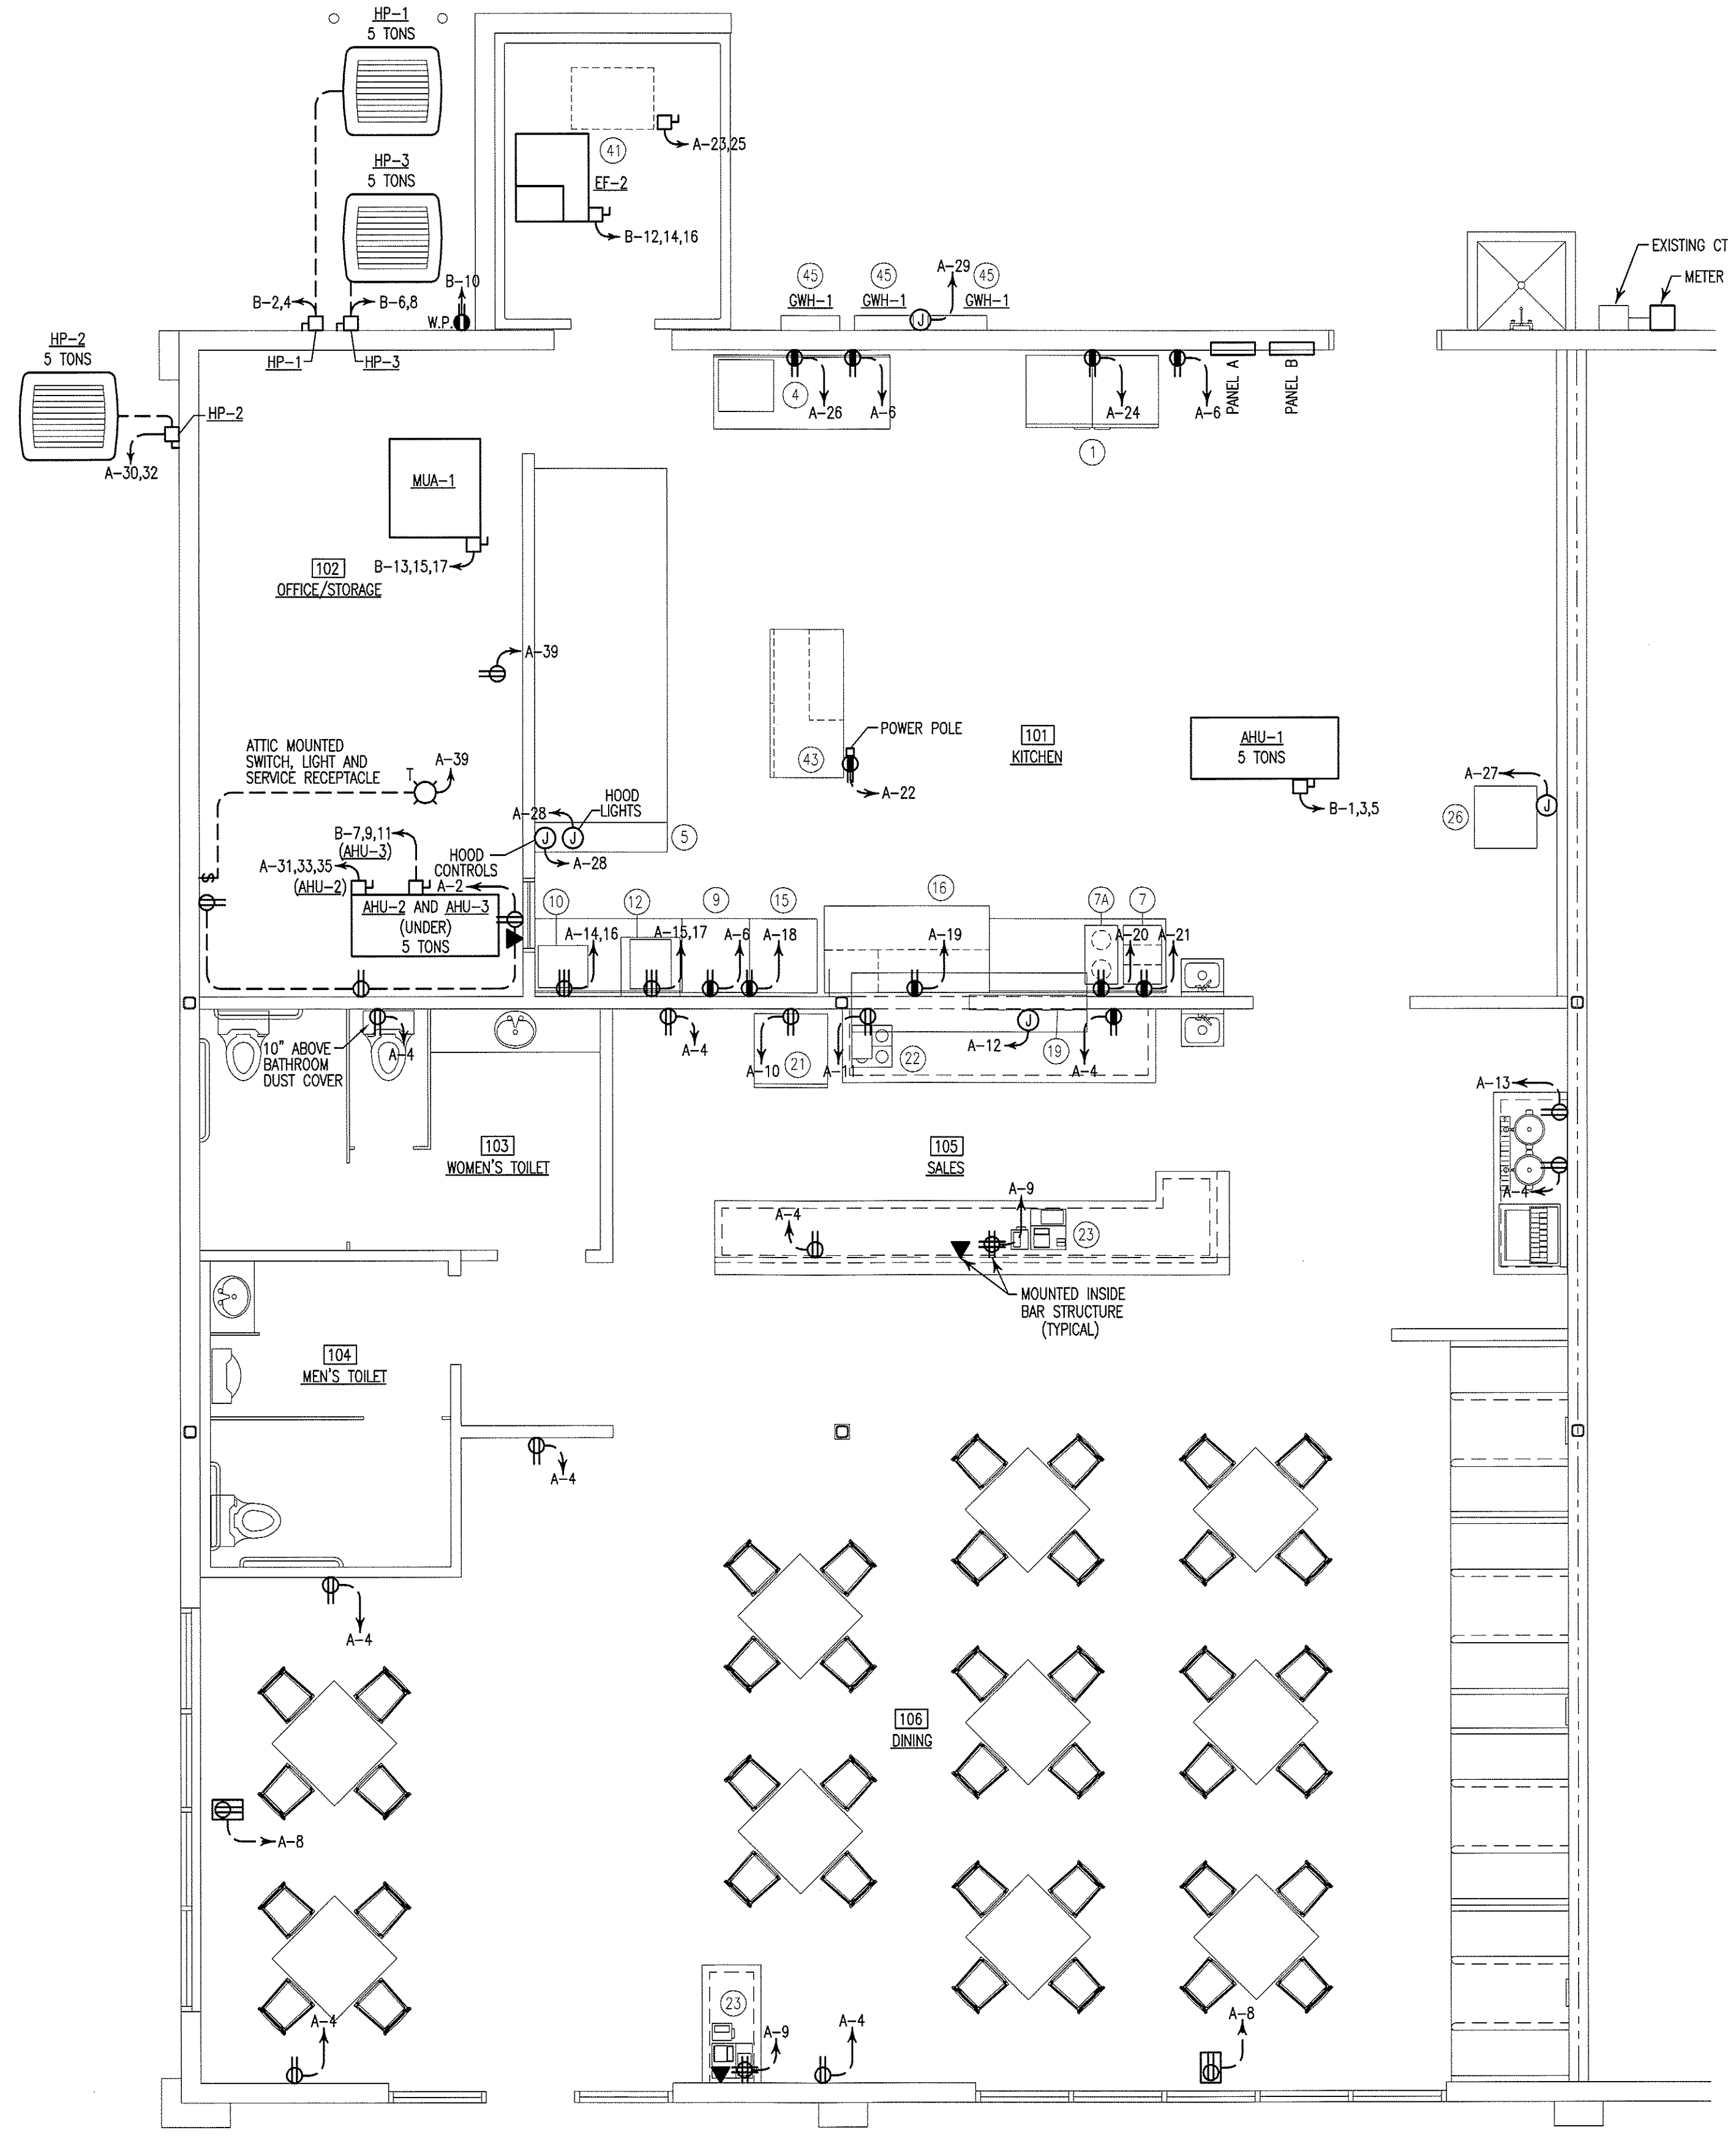 HP-1
5 TONS
HP-3
5 TONS
41
A-23,25
EF-2
B-12,14,16
B-10
W.P.
B-2,4
B-6,8
HP-1
HP-3
HP-2
5 TONS
HP-2
A-30,32
45
GWH-1
45
GWH-1
A-29
45
GWH-1
J
EXISTING CT
METER
4
A-26
A-6
A-24
1
A-6
PANEL A
PANEL B
MUA-1
B-13,15,17
102
OFFICE/STORAGE
A-39
ATTIC MOUNTED
SWITCH, LIGHT AND
SERVICE RECEPTACLE
T
A-39
43
POWER POLE
A-22
101
KITCHEN
AHU-1
5 TONS
B-1,3,5
A-27
J
26
A-28
HOOD
LIGHTS
J
J
5
HOOD
CONTROLS
A-28
B-7,9,11
(AHU-3)
A-31,33,35
(AHU-2)
A-2
$
AHU-2 AND AHU-3
(UNDER)
5 TONS
10
12
9
15
16
7A
7
A-14,16
A-15,17
A-6
A-18
A-19
A-20
A-21
10" ABOVE
BATHROOM
DUST COVER
A-4
A-4
A-10
21
A-11
22
A-12
J
19
A-4
A-13
A-4
103
WOMEN'S TOILET
105
SALES
A-4
A-9
23
MOUNTED INSIDE
BAR STRUCTURE
(TYPICAL)
104
MEN'S TOILET
A-4
A-4
106
DINING
A-8
A-4
23
A-9
A-4
A-8